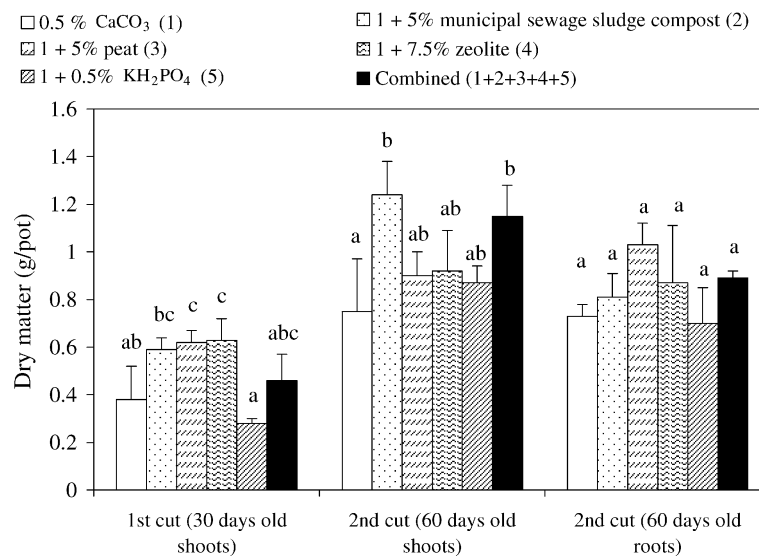 0.5 % CaCO₃ (1)
1 + 5% municipal sewage sludge compost (2)
1 + 5% peat (3)
1 + 7.5% zeolite (4)
1 + 0.5% KH₂PO₄ (5)
Combined (1+2+3+4+5)
Dry matter (g/pot)
1.6
1.4
1.2
1
0.8
0.6
0.4
0.2
0
ab
bc
c
c
a
abc
a
b
ab
ab
ab
b
a
a
a
a
a
a
1st cut (30 days old
shoots)
2nd cut (60 days old
shoots)
2nd cut (60 days old
roots)